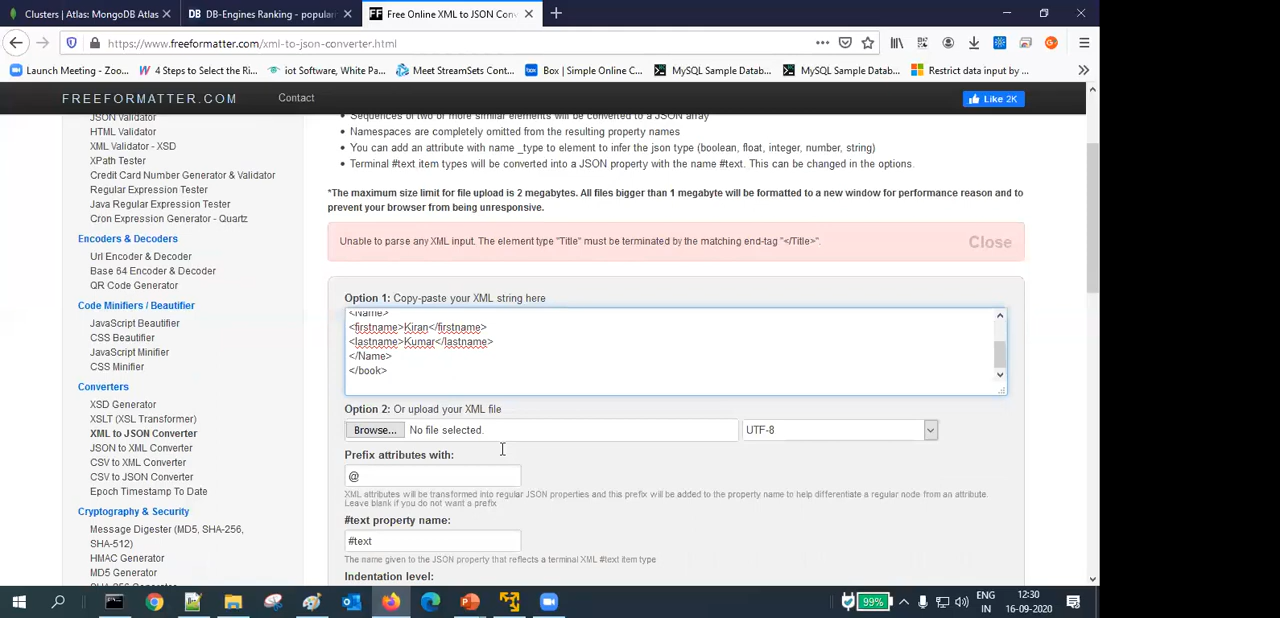 Clusters | Atlas: MongoDB Atlas
DB DB-Engines Ranking - popular
FF Free Online XML to JSON Conv
https://www.freeformatter.com/xml-to-json-converter.html
Launch Meeting - Zoo...
4 Steps to Select the Ri...
iot Software, White Pa...
Meet StreamSets Cont...
Box | Simple Online C...
MySQL Sample Datab...
MySQL Sample Datab...
Restrict data input by ...
FREEFORMATTER.COM
Contact
Like 2K
JSON Validator
HTML Validator
XML Validator - XSD
XPath Tester
Credit Card Number Generator & Validator
Regular Expression Tester
Java Regular Expression Tester
Cron Expression Generator - Quartz
Encoders & Decoders
Url Encoder & Decoder
Base 64 Encoder & Decoder
QR Code Generator
Code Minifiers / Beautifier
JavaScript Beautifier
CSS Beautifier
JavaScript Minifier
CSS Minifier
Converters
XSD Generator
XSLT (XSL Transformer)
XML to JSON Converter
JSON to XML Converter
CSV to XML Converter
CSV to JSON Converter
Epoch Timestamp To Date
Cryptography & Security
Message Digester (MD5, SHA-256,
SHA-512)
HMAC Generator
MD5 Generator
Sequences of two or more similar elements will be converted to a JSON array
Namespaces are completely omitted from the resulting property names
You can add an attribute with name _type to element to infer the json type (boolean, float, integer, number, string)
Terminal #text item types will be converted into a JSON property with the name #text. This can be changed in the options.
*The maximum size limit for file upload is 2 megabytes. All files bigger than 1 megabyte will be formatted to a new window for performance reason and to
prevent your browser from being unresponsive.
Unable to parse any XML input. The element type "Title" must be terminated by the matching end-tag "</Title>".
Close
Option 1: Copy-paste your XML string here
<Name>
<firstname>Kiran</firstname>
<lastname>Kumar</lastname>
</Name>
</book>
Option 2: Or upload your XML file
Browse... No file selected.
UTF-8
Prefix attributes with:
@
XML attributes will be transformed into regular JSON properties and this prefix will be added to the property name to help differentiate a regular node from an attribute.
Leave blank if you do not want a prefix
#text property name:
#text
The name given to the JSON property that reflects a terminal XML #text item type
Indentation level:
99%
ENG
IN
12:30
16-09-2020